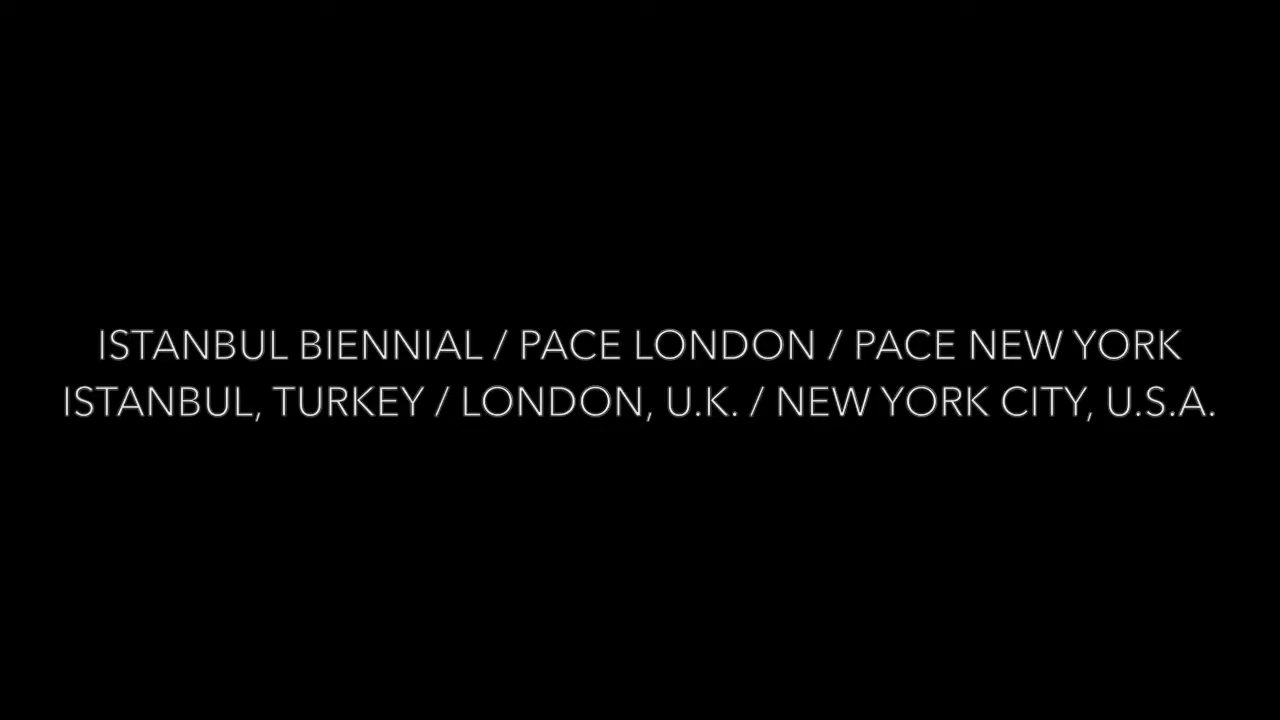 ISTANBUL BIENNIAL / PACE LONDON / PACE NEW YORK
ISTANBUL, TURKEY / LONDON, U.K. / NEW YORK CITY, U.S.A.